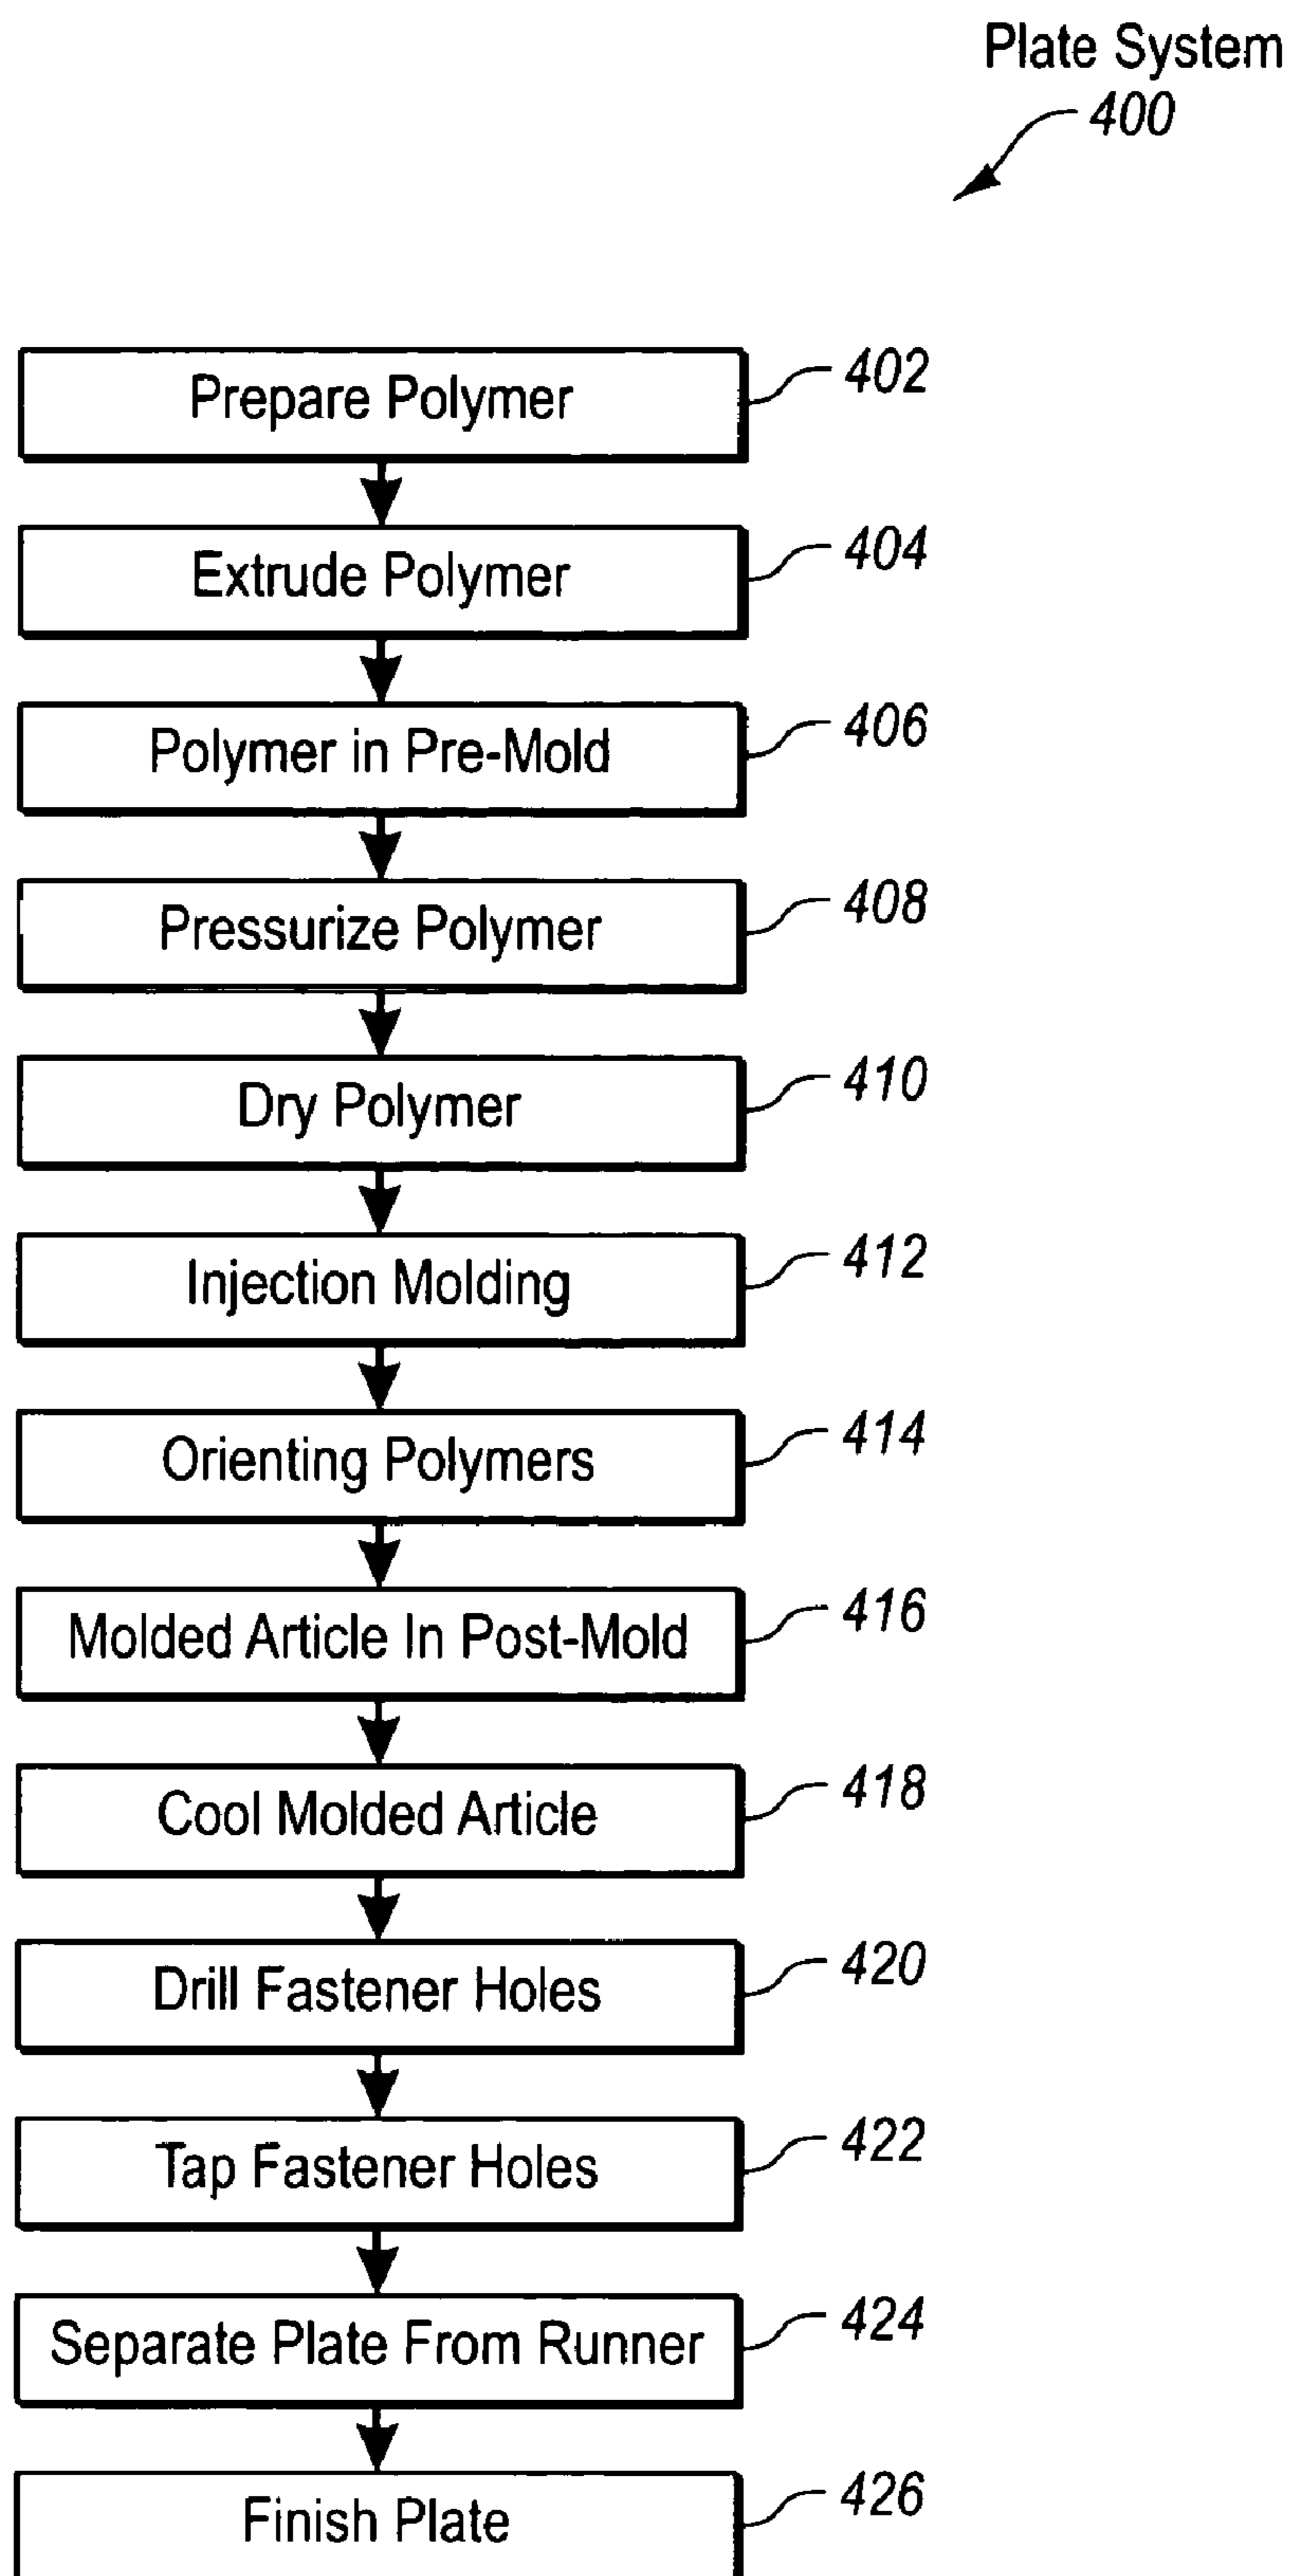 Plate System
400
Prepare Polymer 402
Extrude Polymer 404
Polymer in Pre-Mold 406
Pressurize Polymer 408
Dry Polymer 410
Injection Molding 412
Orienting Polymers 414
Molded Article In Post-Mold 416
Cool Molded Article 418
Drill Fastener Holes 420
Tap Fastener Holes 422
Separate Plate From Runner 424
Finish Plate 426